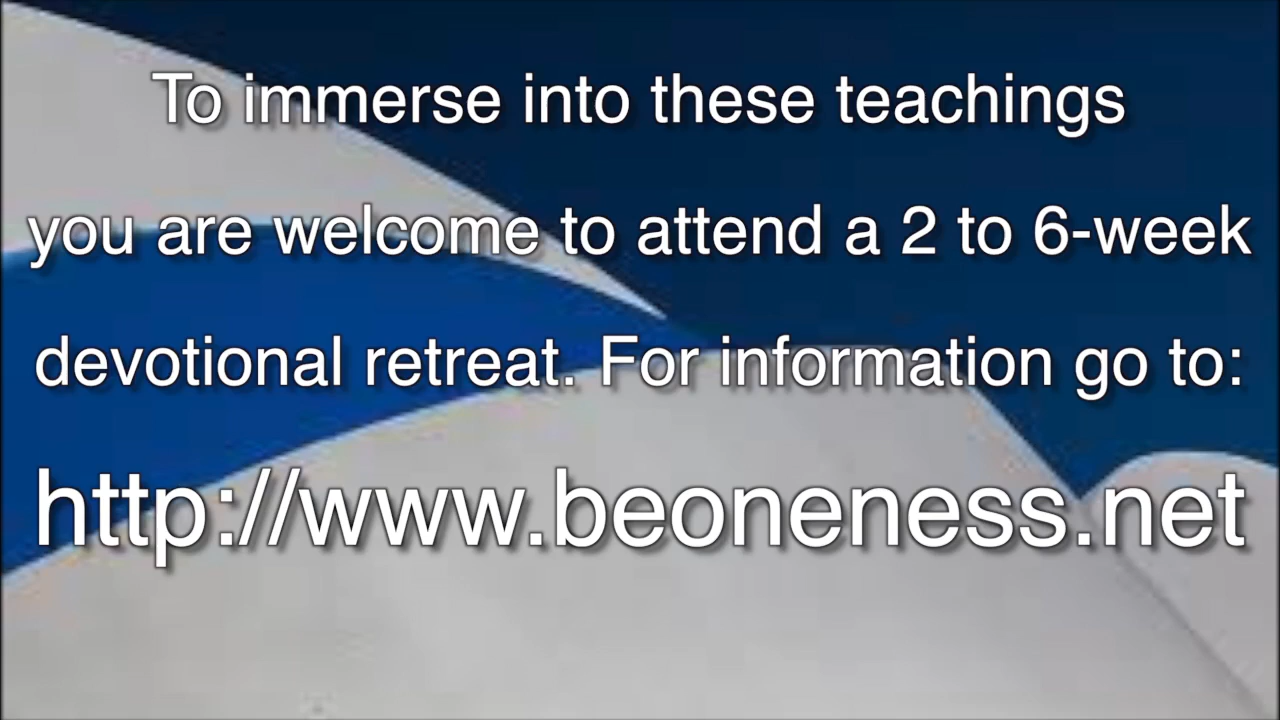 To immerse into these teachings
you are welcome to attend a 2 to 6-week
devotional retreat. For information go to:
http://www.beoneness.net